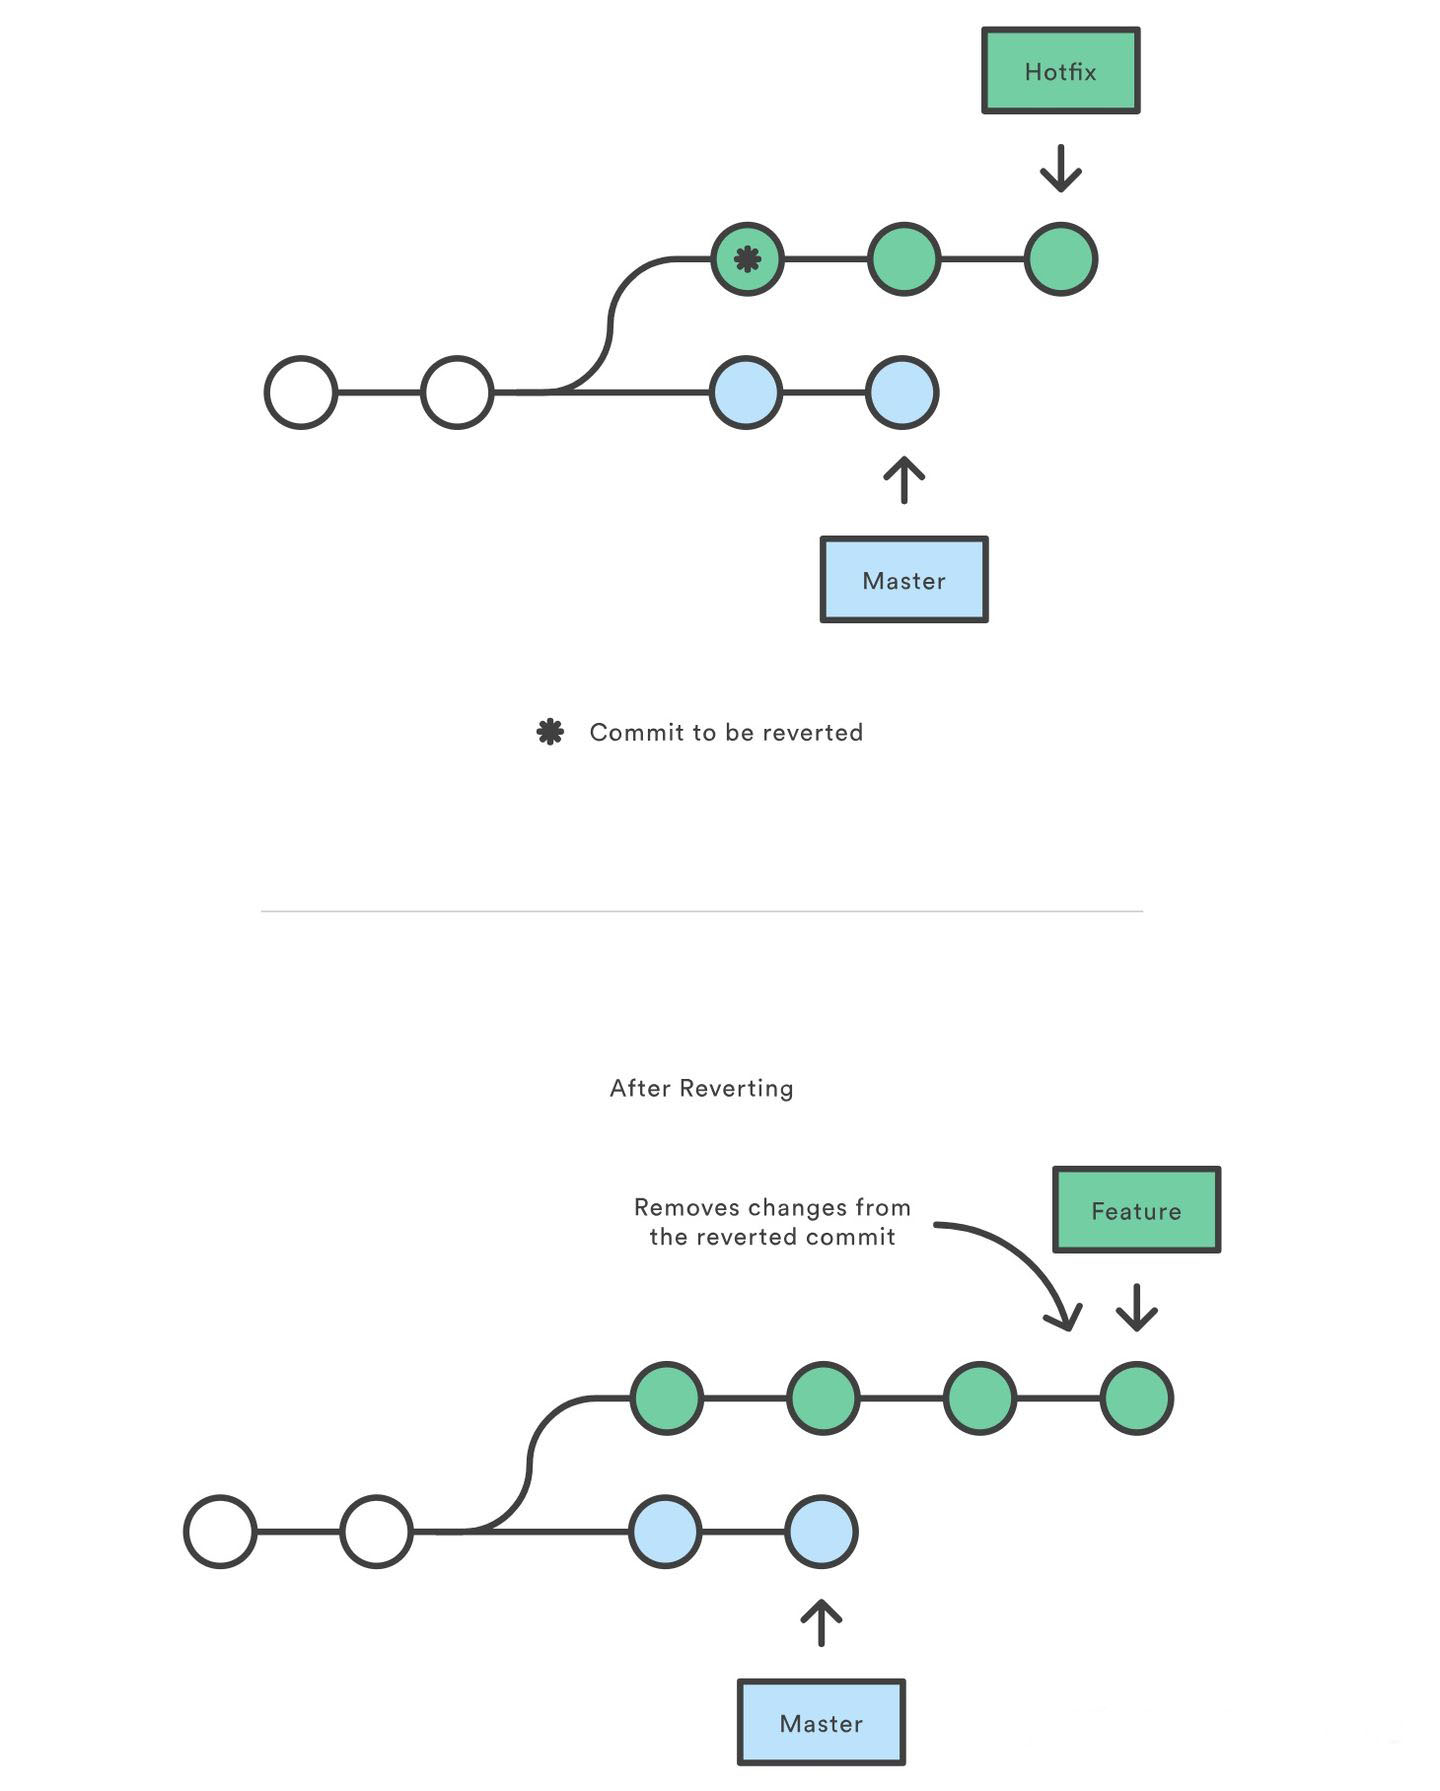 Hotfix
Master
Commit to be reverted
After Reverting
Removes changes from
the reverted commit
Feature
Master